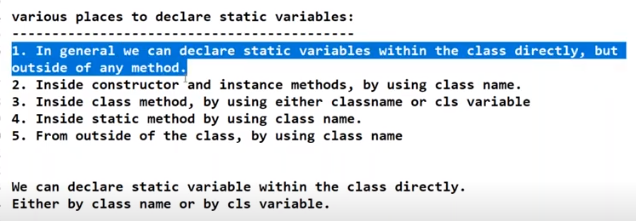 various places to declare static variables:
-------------------------------------------
1. In general we can declare static variables within the class directly, but
outside of any method.
2. Inside constructor and instance methods, by using class name.
3. Inside class method, by using either classname or cls variable
4. Inside static method by using class name.
5. From outside of the class, by using class name
We can declare static variable within the class directly.
Either by class name or by cls variable.